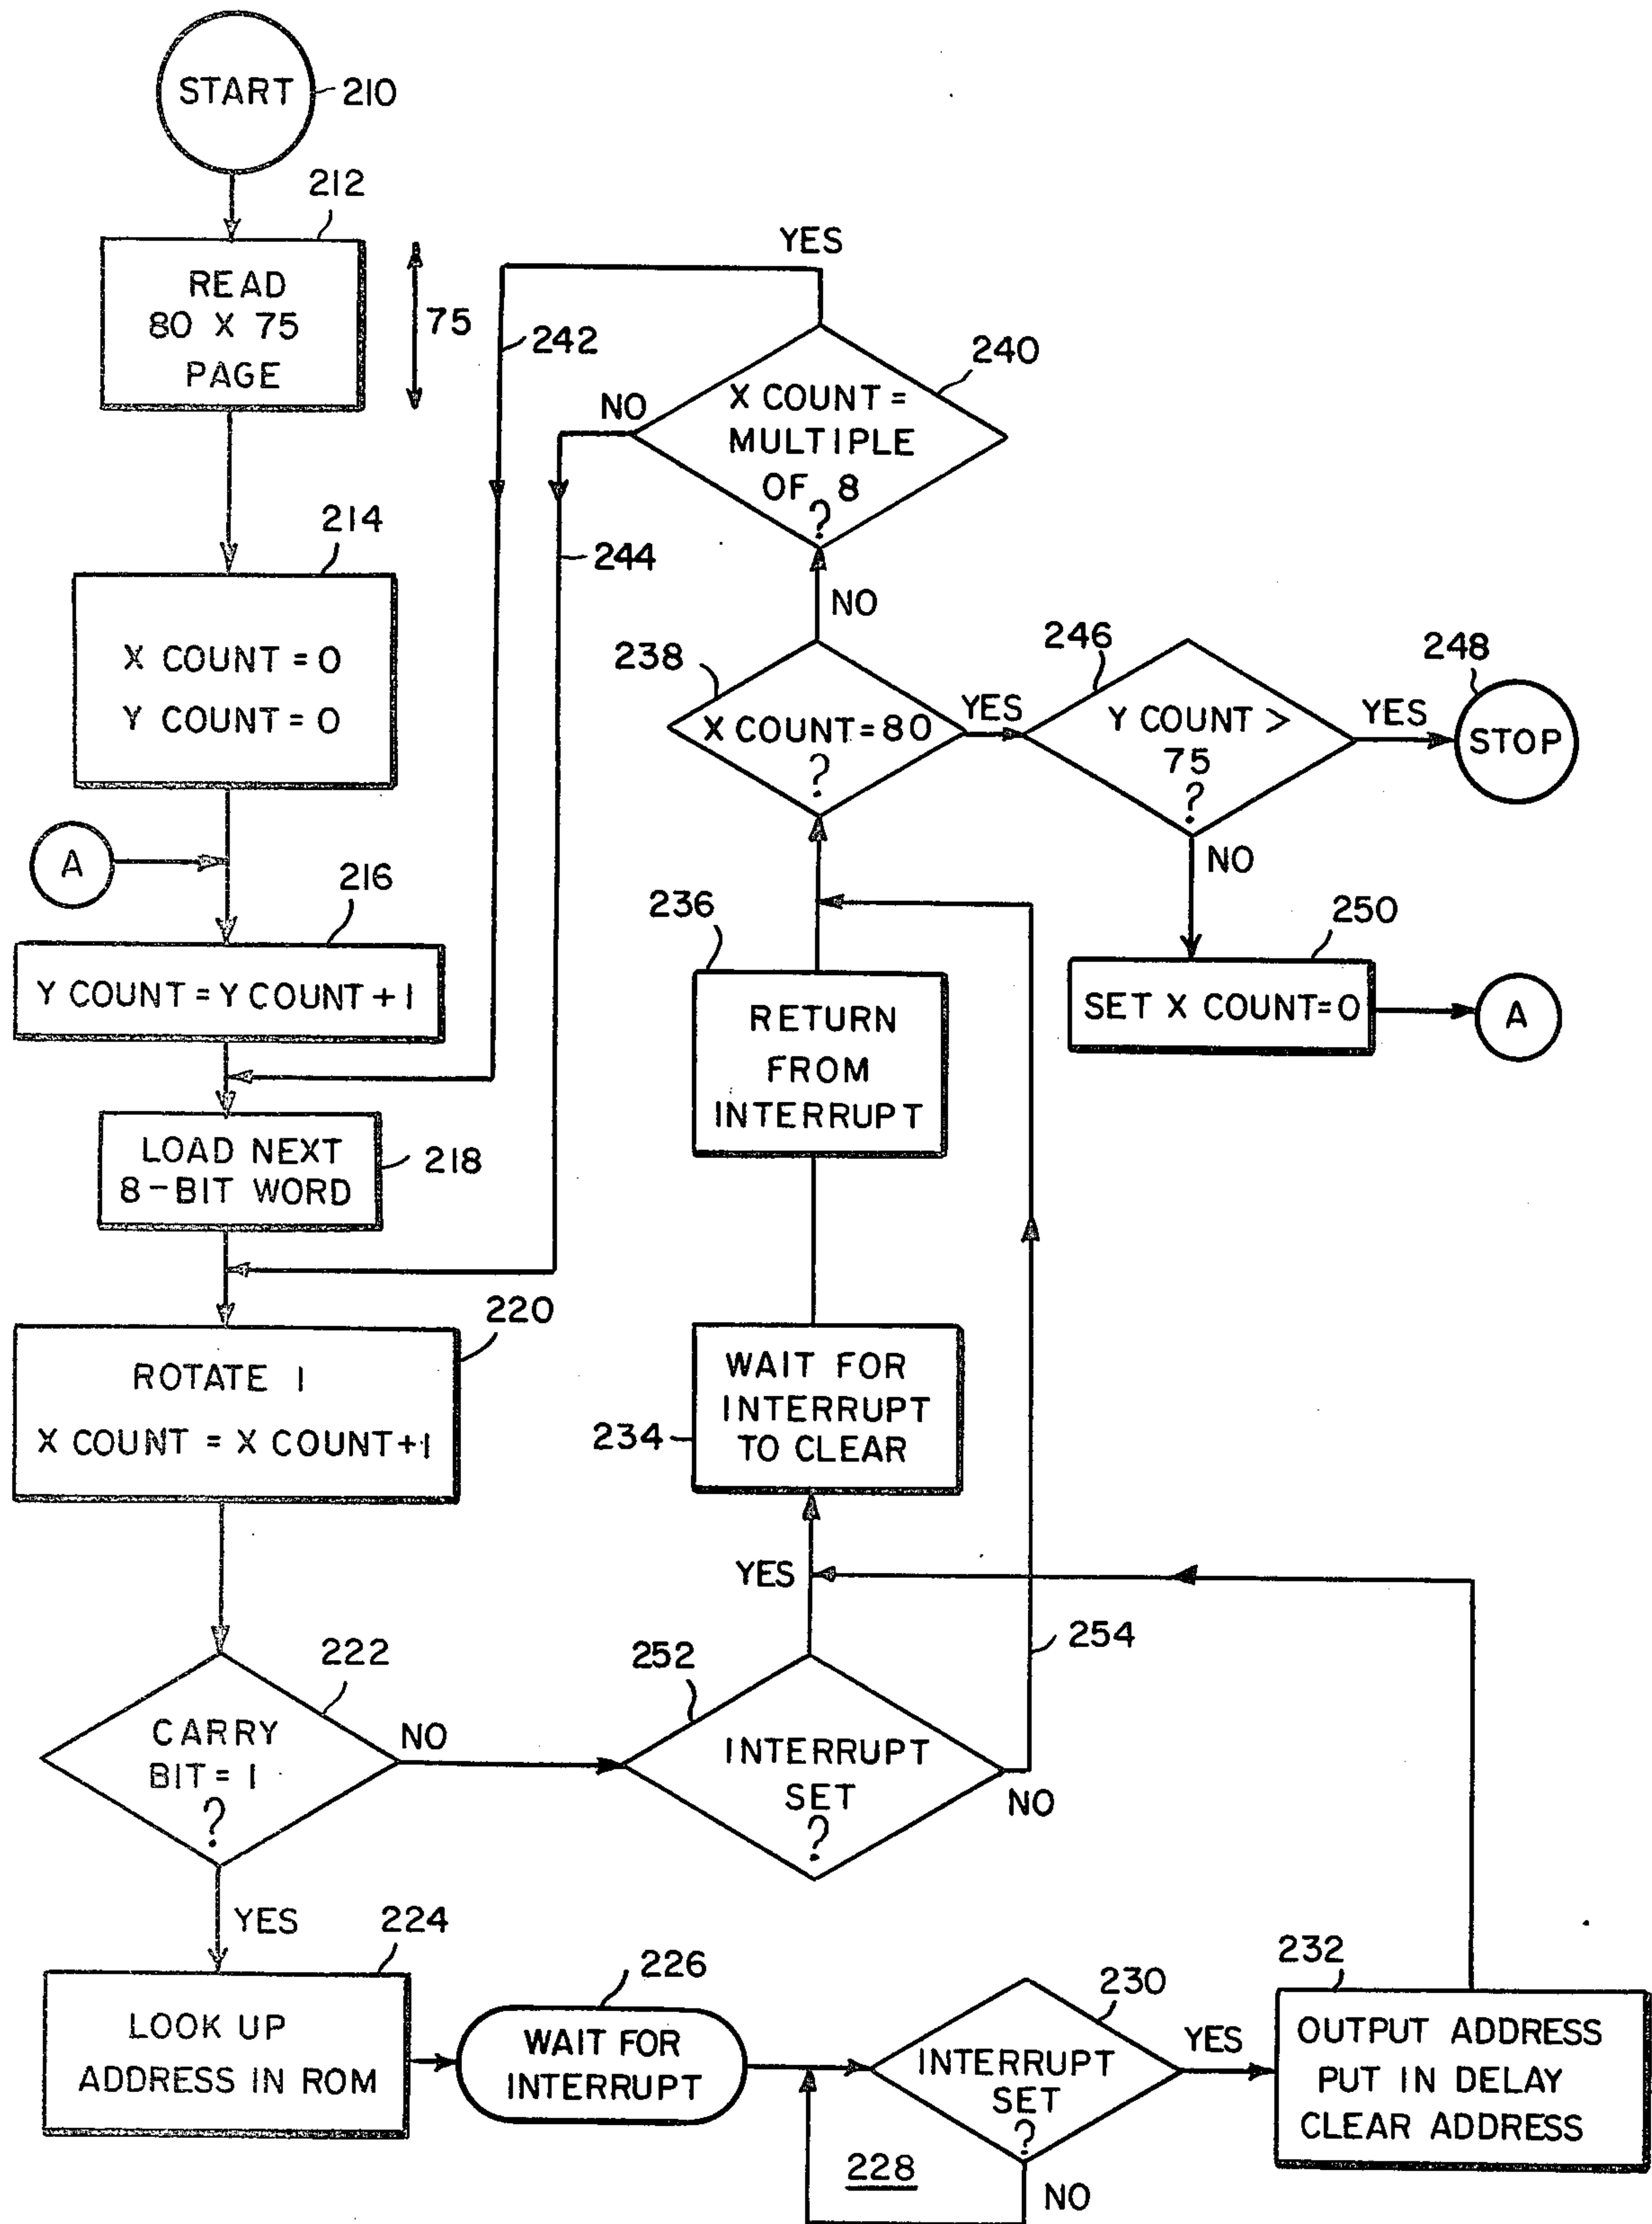 START
210
212
READ
80 X 75
PAGE
75
214
X COUNT = 0
Y COUNT = 0
A
216
Y COUNT = Y COUNT + 1
LOAD NEXT
8-BIT WORD
218
220
ROTATE 1
X COUNT = X COUNT+1
222
CARRY
BIT = 1
?
NO
YES
224
LOOK UP
ADDRESS IN ROM
226
WAIT FOR
INTERRUPT
228
230
INTERRUPT
SET
?
NO
YES
232
OUTPUT ADDRESS
PUT IN DELAY
CLEAR ADDRESS
252
INTERRUPT
SET
?
YES
NO
254
234
WAIT FOR
INTERRUPT
TO CLEAR
236
RETURN
FROM
INTERRUPT
238
X COUNT = 80
?
NO
YES
240
X COUNT =
MULTIPLE
OF 8
?
YES
NO
242
244
246
Y COUNT >
75
?
YES
NO
248
STOP
250
SET X COUNT=0
A